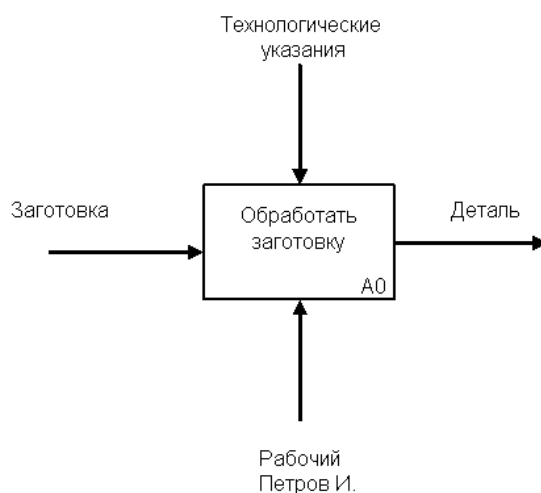 Технологические
указания
Заготовка
Обработать
заготовку
Деталь
A0
Рабочий
Петров И.